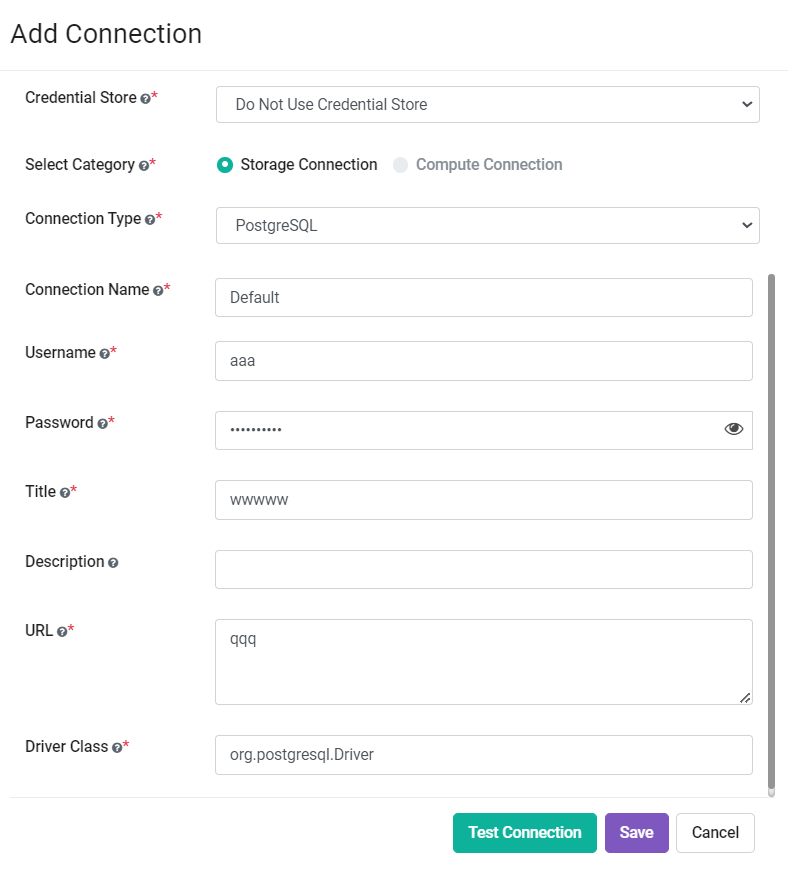 Add Connection
Credential Store ?* Do Not Use Credential Store
Select Category ?* Storage Connection Compute Connection
Connection Type ?* PostgreSQL
Connection Name ?* Default
Username ?* aaa
Password ?* ••••••••••
Title ?* wwwww
Description ?
URL ?* qqq
Driver Class ?* org.postgresql.Driver
Test Connection Save Cancel